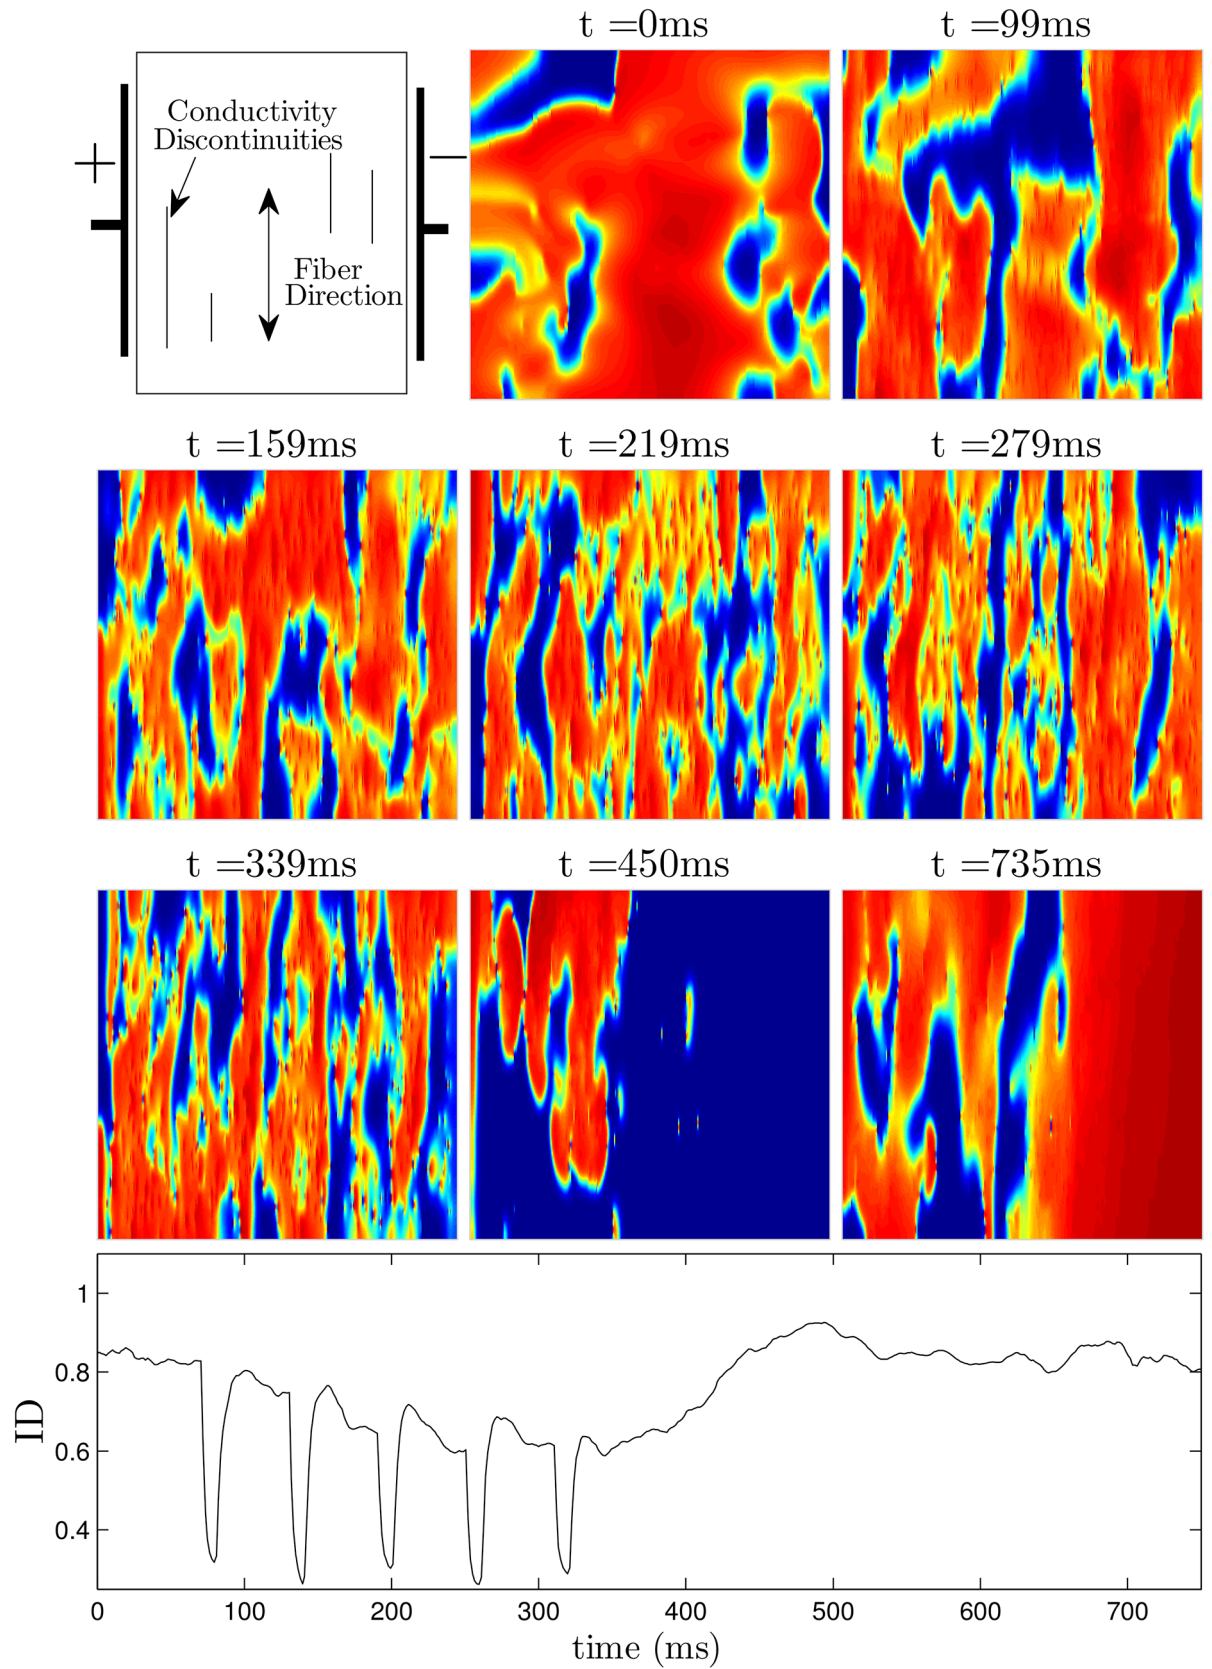 t =0ms
t =99ms
Conductivity
Discontinuities
+
−
Fiber
Direction
t =159ms
t =219ms
t =279ms
t =339ms
t =450ms
t =735ms
1
0.8
0.6
0.4
ID
0 100 200 300 400 500 600 700
time (ms)